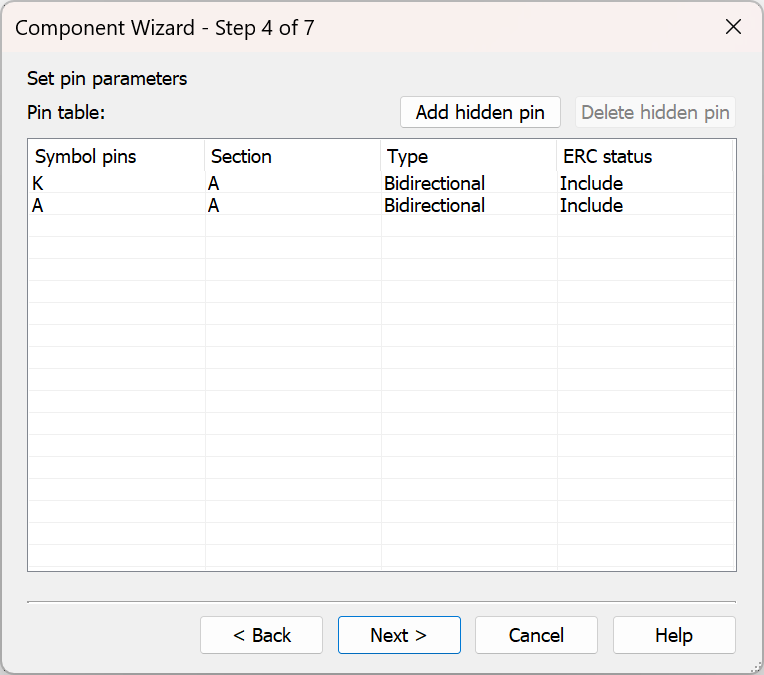 Component Wizard - Step 4 of 7
Set pin parameters
Pin table:
Add hidden pin
Delete hidden pin
Symbol pins Section Type ERC status
K A Bidirectional Include
A A Bidirectional Include
< Back
Next >
Cancel
Help